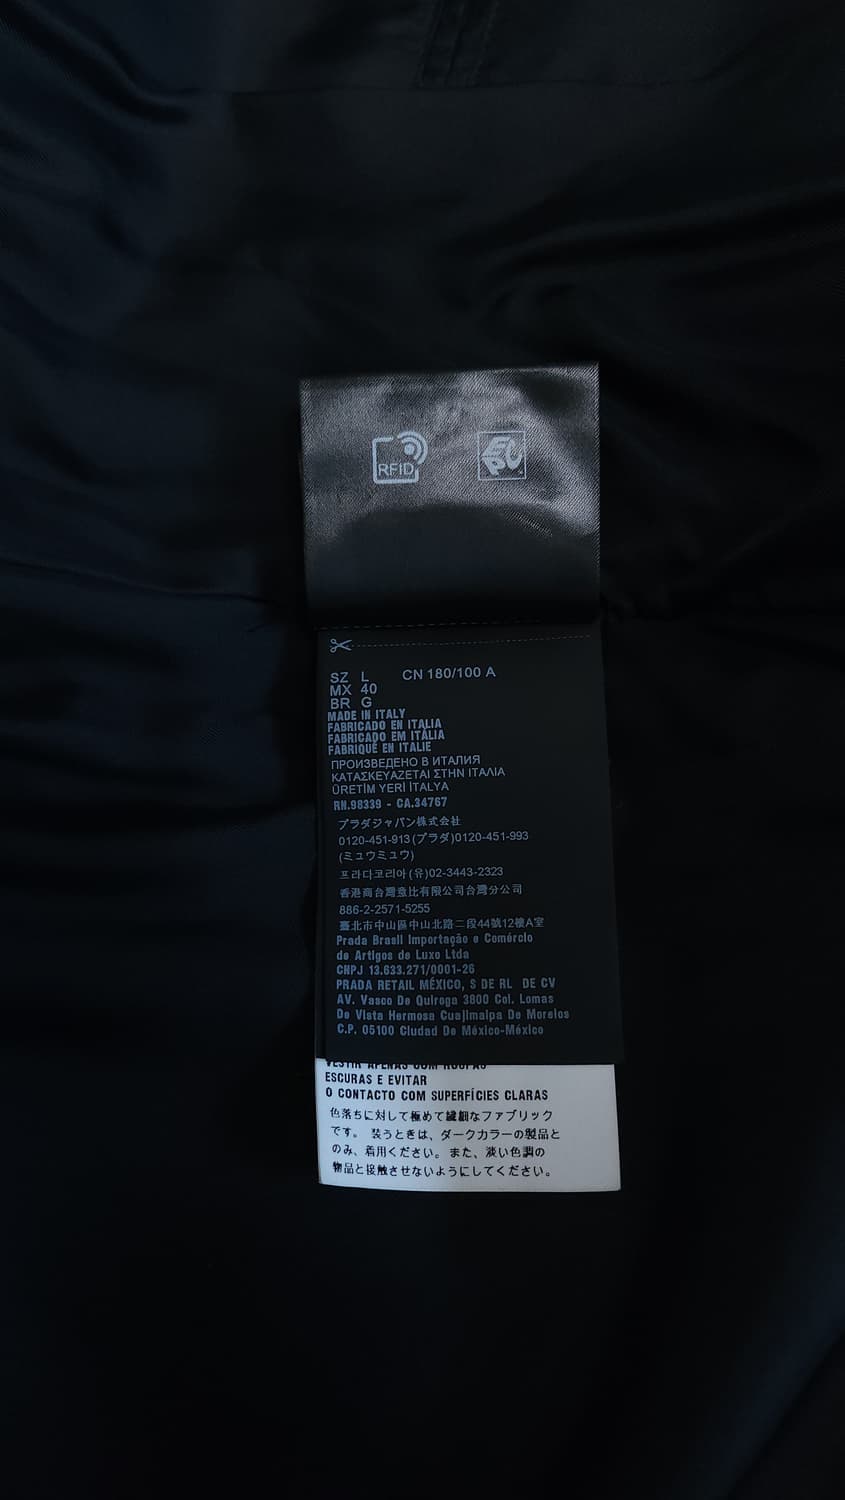 RFID
EPC
SZ L CN 180/100 A
MX 40
BR G
MADE IN ITALY
FABRICADO EN ITALIA
FABRICADO EM ITÁLIA
FABRIQUÉ EN ITALIE
ПРОИЗВЕДЕНО В ИТАЛИЯ
ΚΑΤΑΣΚΕΥΑΖΕΤΑΙ ΣΤΗΝ ΙΤΑΛΙΑ
ÜRETİM YERİ İTALYA
RN.98339 - CA.34767
プラダジャパン株式会社
0120-451-913(プラダ)0120-451-993
(ミュウミュウ)
프라다코리아(유)02-3443-2323
香港商台灣意比有限公司台灣分公司
886-2-2571-5255
臺北市中山區中山北路二段44號12樓A室
Prada Brasil Importação e Comércio
de Artigos de Luxo Ltda
CNPJ 13.633.271/0001-26
PRADA RETAIL MÉXICO, S DE RL DE CV
AV. Vasco De Quiroga 3800 Col. Lomas
De Vista Hermosa Cuajimalpa De Morelos
C.P. 05100 Ciudad De México-México
VESTIR APENAS COM ROUPAS
ESCURAS E EVITAR
O CONTACTO COM SUPERFÍCIES CLARAS
色落ちに対して極めて繊細なファブリック
です。 装うときは、ダークカラーの製品と
のみ、着用ください。また、淡い色調の
物品と接触させないようにしてください。